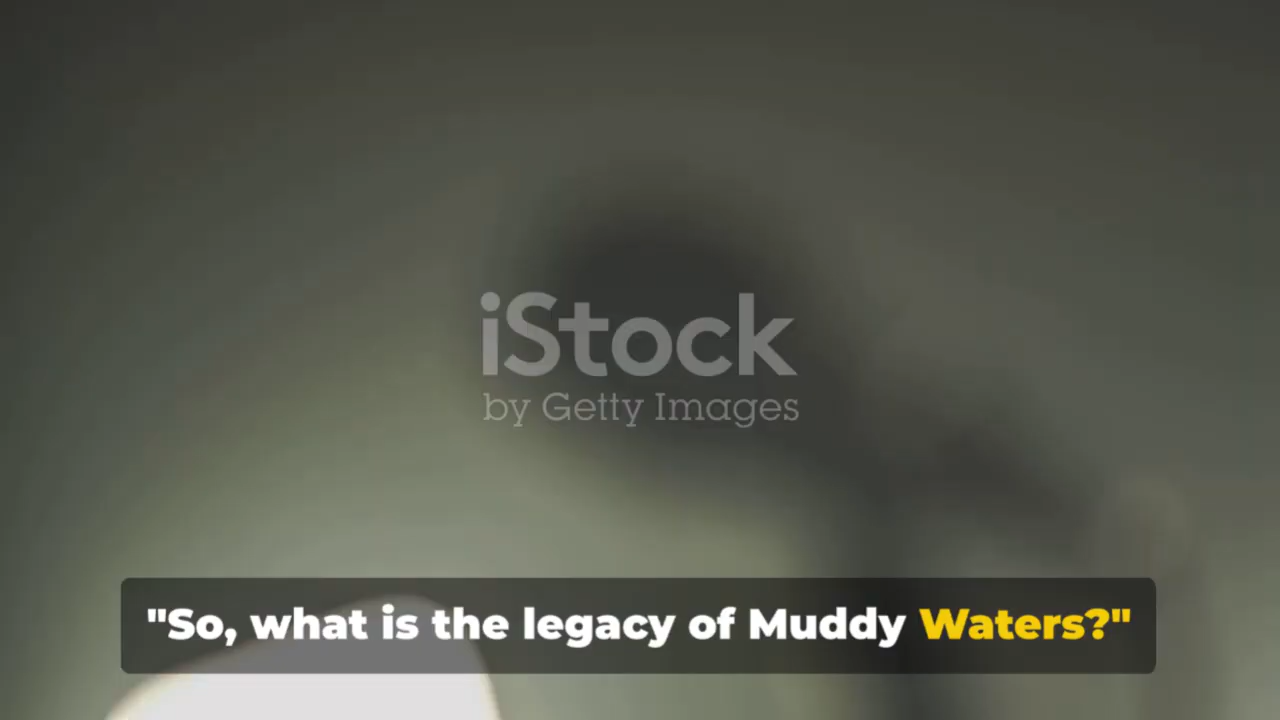 iStock
by Getty Images
"So, what is the legacy of Muddy Waters?"